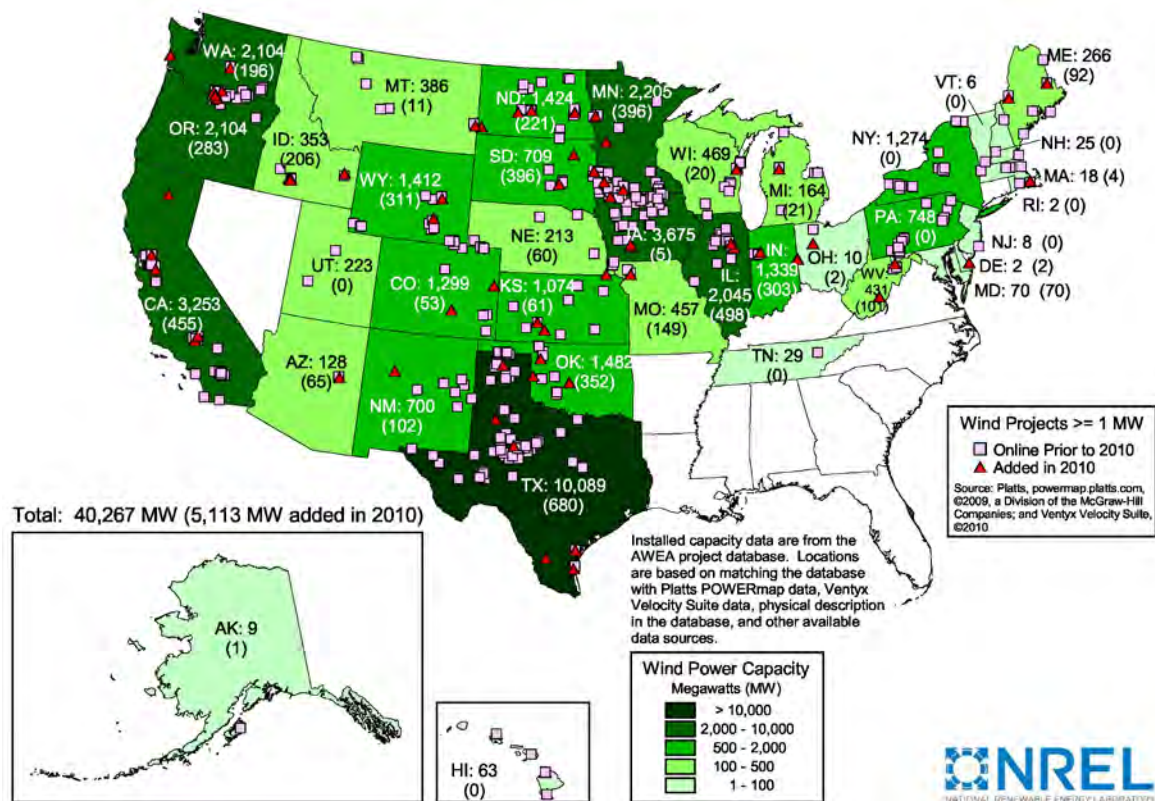 WA: 2,104
(196)
MT: 386
(11)
ND: 1,424
(221)
MN: 2,205
(396)
ME: 266
(92)
VT: 6
(0)
OR: 2,104
(283)
ID: 353
(206)
SD: 709
(396)
WI: 469
(20)
NY: 1,274
(0)
NH: 25 (0)
WY: 1,412
(311)
MI: 164
(21)
MA: 18 (4)
RI: 2 (0)
NE: 213
(60)
IA: 3,675
(5)
PA: 748
(0)
NJ: 8 (0)
UT: 223
(0)
CO: 1,299
(53)
KS: 1,074
(61)
IL:
2,045
(498)
IN:
1,339
(303)
OH: 10
(2)
DE: 2 (2)
WV:
431
(101)
MD: 70 (70)
CA: 3,253
(455)
MO: 457
(149)
AZ: 128
(65)
NM: 700
(102)
OK: 1,482
(352)
TN: 29
(0)
TX: 10,089
(680)
Wind Projects >= 1 MW
Online Prior to 2010
Added in 2010
Source: Platts, powermap.platts.com,
©2009, a Division of the McGraw-Hill
Companies; and Ventyx Velocity Suite,
©2010
Total: 40,267 MW (5,113 MW added in 2010)
Installed capacity data are from the
AWEA project database. Locations
are based on matching the database
with Platts POWERmap data, Ventyx
Velocity Suite data, physical description
in the database, and other available
data sources.
AK: 9
(1)
HI: 63
(0)
Wind Power Capacity
Megawatts (MW)
> 10,000
2,000 - 10,000
500 - 2,000
100 - 500
1 - 100
NREL
NATIONAL RENEWABLE ENERGY LABORATORY